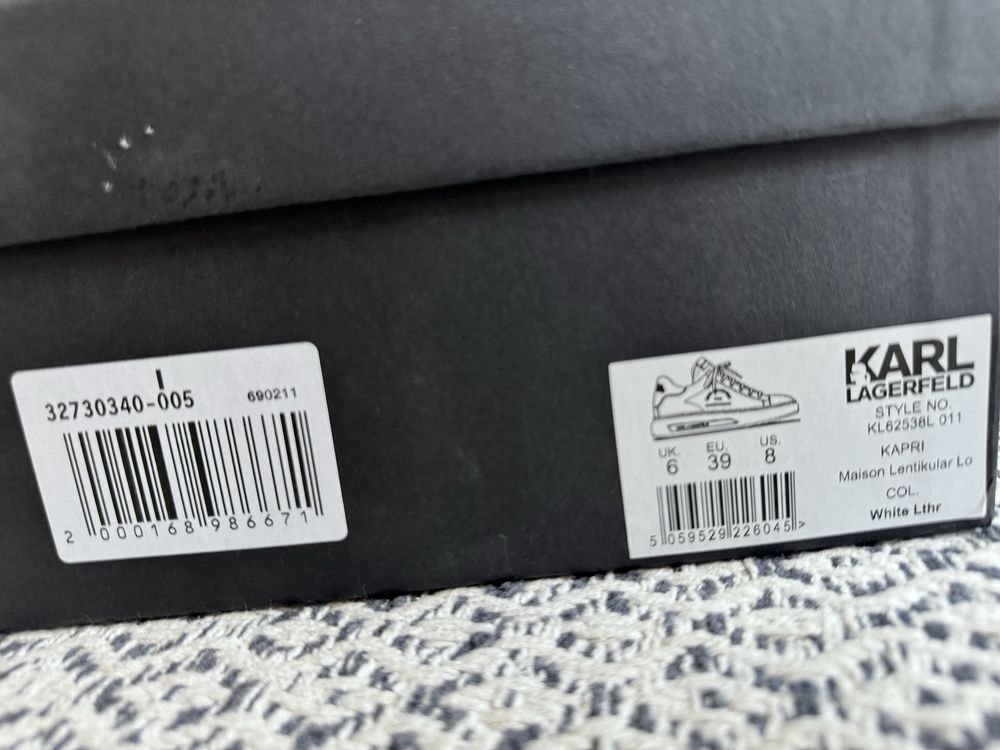 I
32730340-005 690211
2 000168 986671
KARL
LAGERFELD
STYLE NO.
KL62538L 011
KAPRI
Maison Lentikular Lo
COL.
White Lthr
UK. EU. US.
6 39 8
5 059529 226045 >